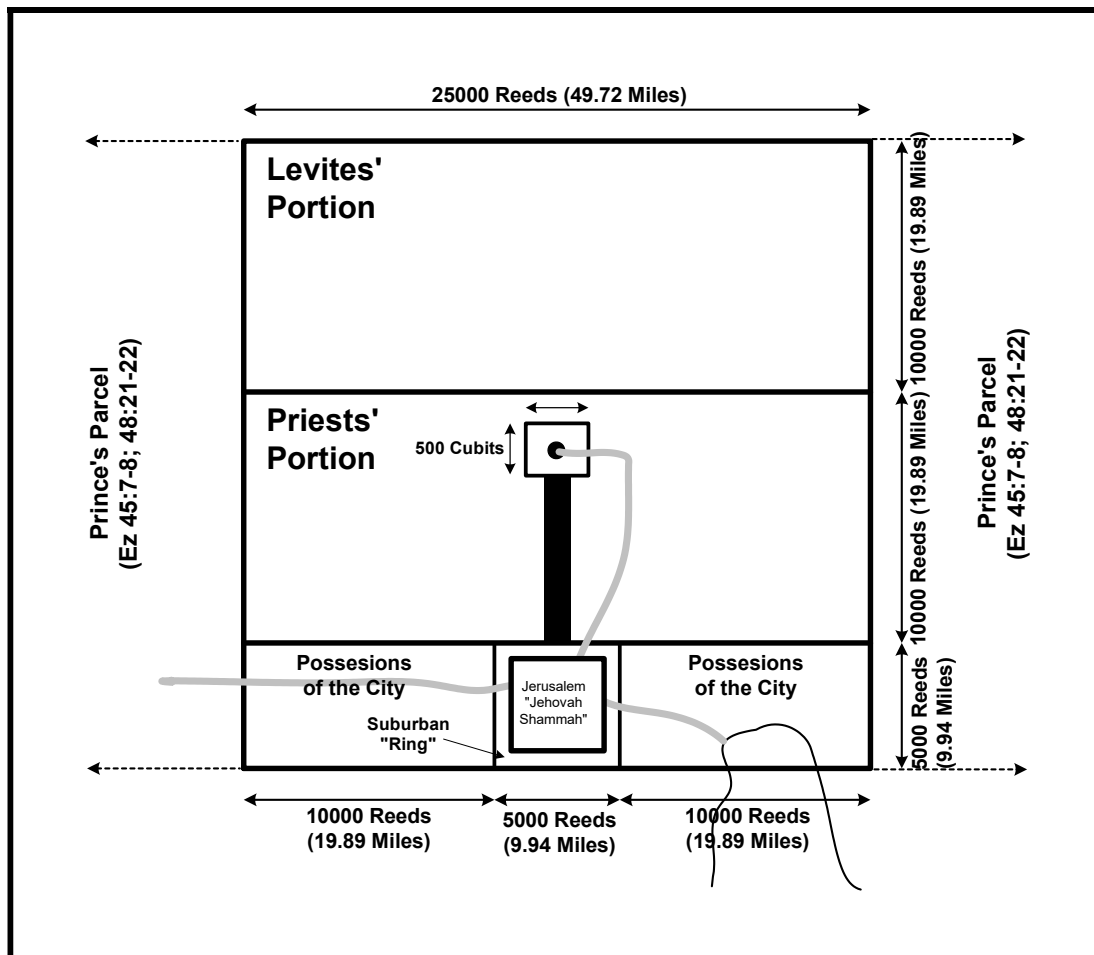 25000 Reeds (49.72 Miles)
Levites'
Portion
10000 Reeds (19.89 Miles)
Prince's Parcel
(Ez 45:7-8; 48:21-22)
Prince's Parcel
(Ez 45:7-8; 48:21-22)
Priests'
Portion
500 Cubits
10000 Reeds (19.89 Miles)
Possesions
of the City
Jerusalem
"Jehovah
Shammah"
Possesions
of the City
Suburban
"Ring"
5000 Reeds
(9.94 Miles)
10000 Reeds
(19.89 Miles)
5000 Reeds
(9.94 Miles)
10000 Reeds
(19.89 Miles)